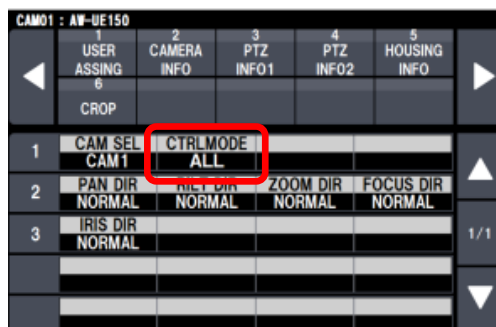 CAM01 : AW-UE150
1 2 3 4 5
USER CAMERA PTZ PTZ HOUSING
ASSING INFO INFO1 INFO2 INFO
6
CROP
CAM SEL CTRLMODE
1 CAM1 ALL
PAN DIR TILT DIR ZOOM DIR FOCUS DIR
2 NORMAL NORMAL NORMAL NORMAL
IRIS DIR
3 NORMAL
1/1